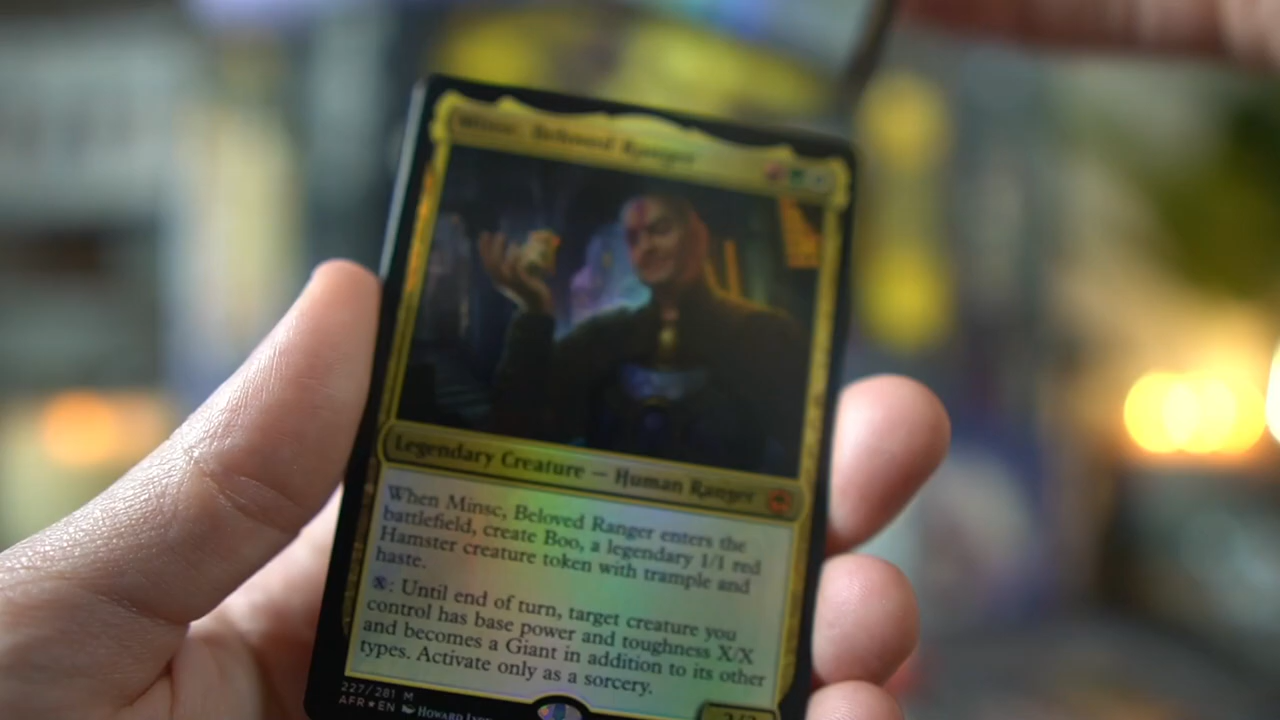 Minsc, Beloved Ranger
Legendary Creature — Human Ranger
When Minsc, Beloved Ranger enters the
battlefield, create Boo, a legendary 1/1 red
Hamster creature token with trample and
haste.
X: Until end of turn, target creature you
control has base power and toughness X/X
and becomes a Giant in addition to its other
types. Activate only as a sorcery.
227/281 M
AFR★EN HOWARD